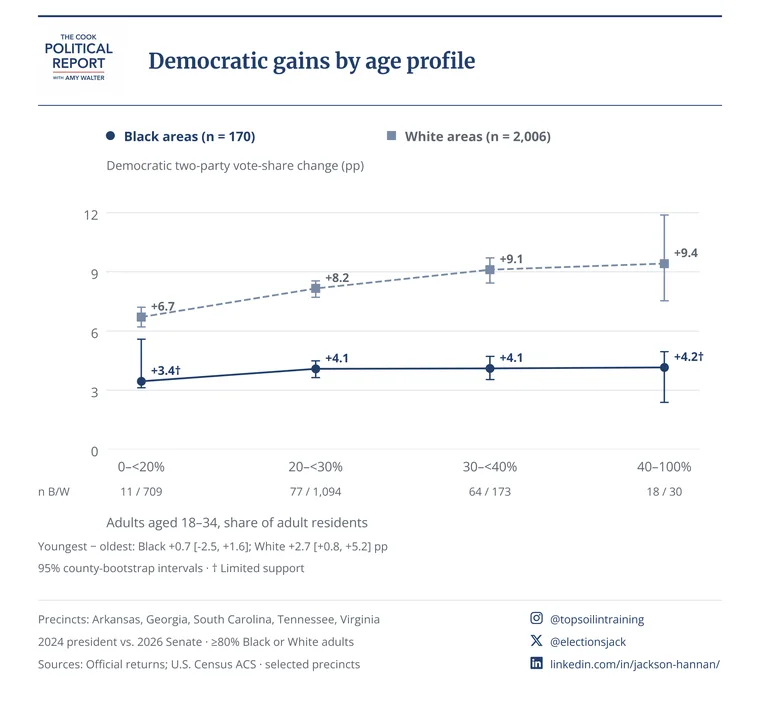 THE COOK
POLITICAL
REPORT
WITH AMY WALTER
Democratic gains by age profile
Black areas (n = 170) White areas (n = 2,006)
Democratic two-party vote-share change (pp)
12
9
6
3
0
+6.7 +8.2 +9.1 +9.4
+3.4† +4.1 +4.1 +4.2†
0–<20% 20–<30% 30–<40% 40–100%
n B/W 11 / 709 77 / 1,094 64 / 173 18 / 30
Adults aged 18–34, share of adult residents
Youngest − oldest: Black +0.7 [-2.5, +1.6]; White +2.7 [+0.8, +5.2] pp
95% county-bootstrap intervals · † Limited support
Precincts: Arkansas, Georgia, South Carolina, Tennessee, Virginia
2024 president vs. 2026 Senate · ≥80% Black or White adults
Sources: Official returns; U.S. Census ACS · selected precincts
@topsoilintraining
@electionsjack
linkedin.com/in/jackson-hannan/